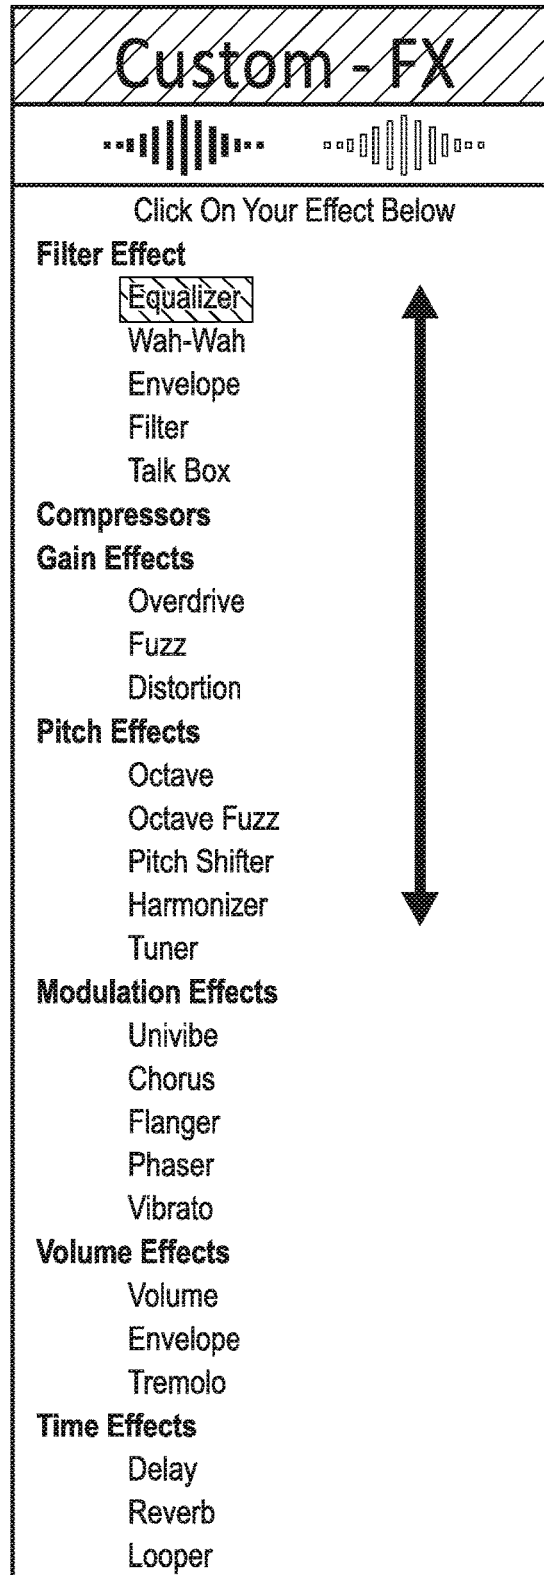 Custom - FX
Click On Your Effect Below
Filter Effect
Equalizer
Wah-Wah
Envelope
Filter
Talk Box
Compressors
Gain Effects
Overdrive
Fuzz
Distortion
Pitch Effects
Octave
Octave Fuzz
Pitch Shifter
Harmonizer
Tuner
Modulation Effects
Univibe
Chorus
Flanger
Phaser
Vibrato
Volume Effects
Volume
Envelope
Tremolo
Time Effects
Delay
Reverb
Looper